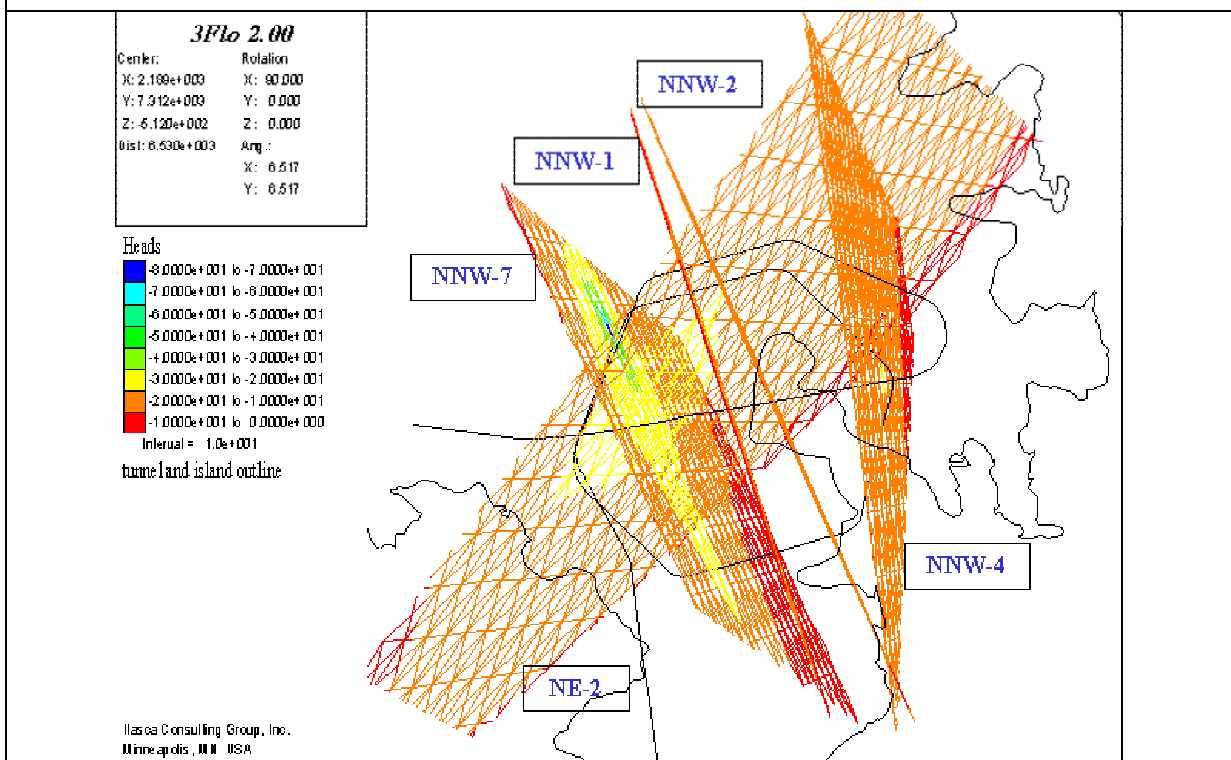 3Flo 2.00
Center: Rotation
X: 2.189e+003 X: 90.000
Y: 7.312e+003 Y: 0.000
Z: -5.120e+002 Z: 0.000
Dist: 6.530e+003 Ang.:
X: 6.517
Y: 6.517
Heads
-8.0000e+001 to -7.0000e+001
-7.0000e+001 to -6.0000e+001
-6.0000e+001 to -5.0000e+001
-5.0000e+001 to -4.0000e+001
-4.0000e+001 to -3.0000e+001
-3.0000e+001 to -2.0000e+001
-2.0000e+001 to -1.0000e+001
-1.0000e+001 to 0.0000e+000
Interval = 1.0e+001
tunnel and island outline
NNW-2
NNW-1
NNW-7
NNW-4
NE-2
Itasca Consulting Group, Inc.
Minneapolis, MN USA